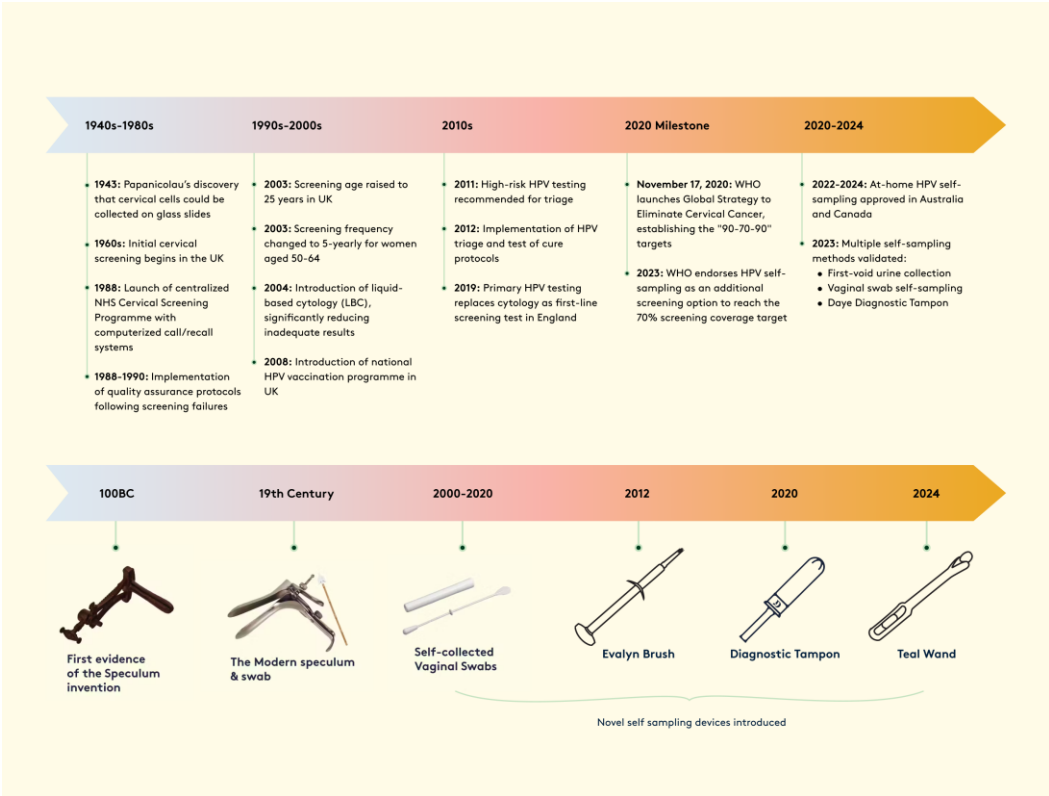 1940s-1980s
1990s-2000s
2010s
2020 Milestone
2020-2024
1943: Papanicolau's discovery
that cervical cells could be
collected on glass slides
1960s: Initial cervical
screening begins in the UK
1988: Launch of centralized
NHS Cervical Screening
Programme with
computerized call/recall
systems
1988-1990: Implementation
of quality assurance protocols
following screening failures
2003: Screening age raised to
25 years in UK
2003: Screening frequency
changed to 5-yearly for women
aged 50-64
2004: Introduction of liquid-
based cytology (LBC),
significantly reducing
inadequate results
2008: Introduction of national
HPV vaccination programme in
UK
2011: High-risk HPV testing
recommended for triage
2012: Implementation of HPV
triage and test of cure
protocols
2019: Primary HPV testing
replaces cytology as first-line
screening test in England
November 17, 2020: WHO
launches Global Strategy to
Eliminate Cervical Cancer,
establishing the "90-70-90"
targets
2023: WHO endorses HPV self-
sampling as an additional
screening option to reach the
70% screening coverage target
2022-2024: At-home HPV self-
sampling approved in Australia
and Canada
2023: Multiple self-sampling
methods validated:
• First-void urine collection
• Vaginal swab self-sampling
• Daye Diagnostic Tampon
100BC
19th Century
2000-2020
2012
2020
2024
First evidence
of the Speculum
invention
The Modern speculum
& swab
Self-collected
Vaginal Swabs
Evalyn Brush
Diagnostic Tampon
Teal Wand
Novel self sampling devices introduced